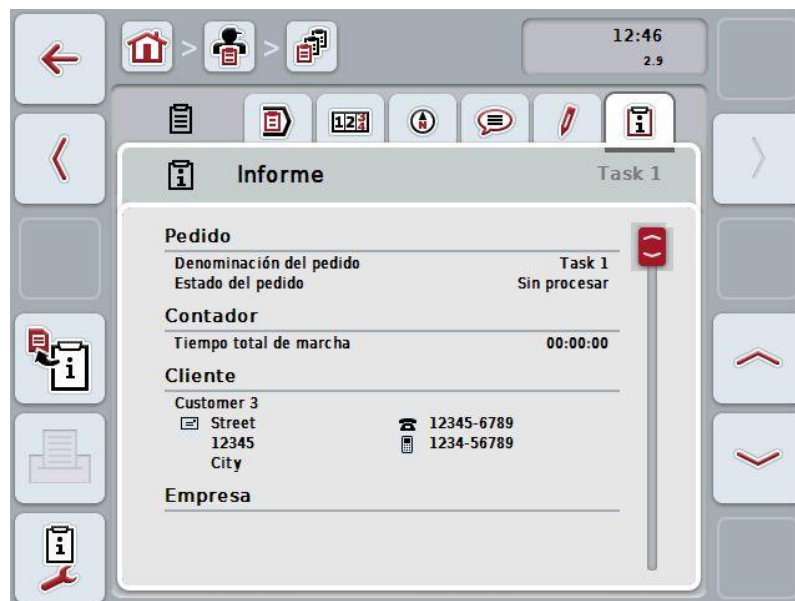 12:46
2.9
Informe Task 1
Pedido
Denominación del pedido Task 1
Estado del pedido Sin procesar
Contador
Tiempo total de marcha 00:00:00
Cliente
Customer 3
Street 12345-6789
12345 1234-56789
City
Empresa